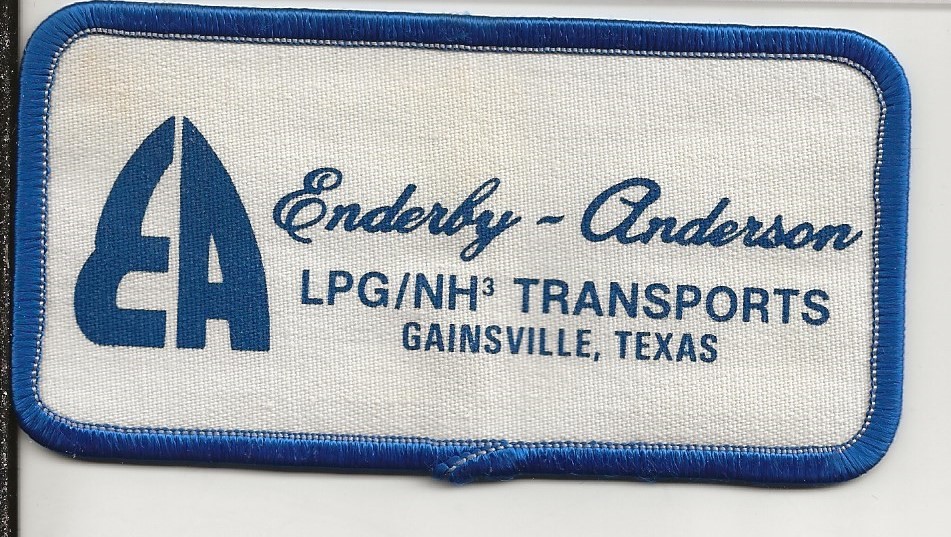 EA
Enderby - Anderson
LPG/NH³ TRANSPORTS
GAINSVILLE, TEXAS